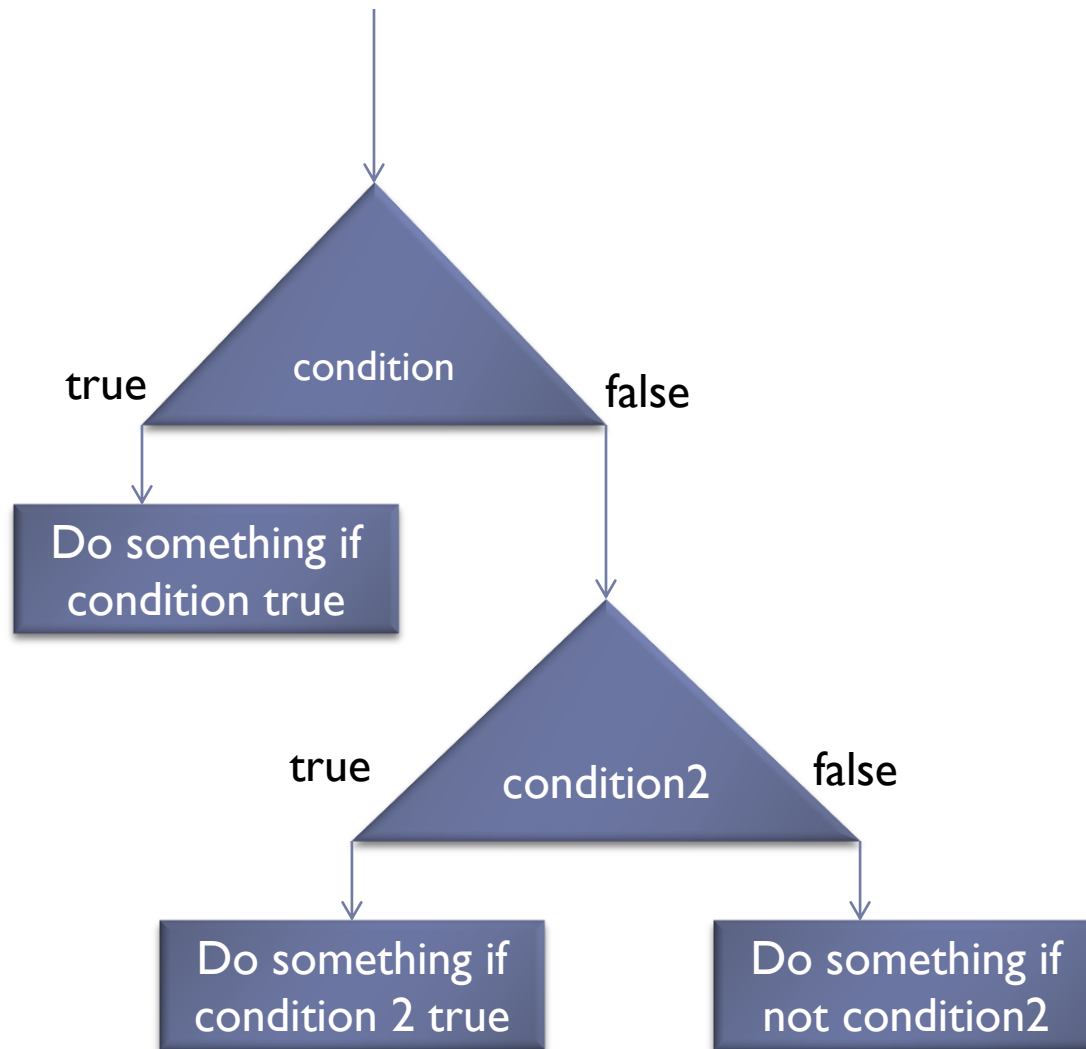 condition
true
false
Do something if
condition true
condition2
true
false
Do something if
condition 2 true
Do something if
not condition2